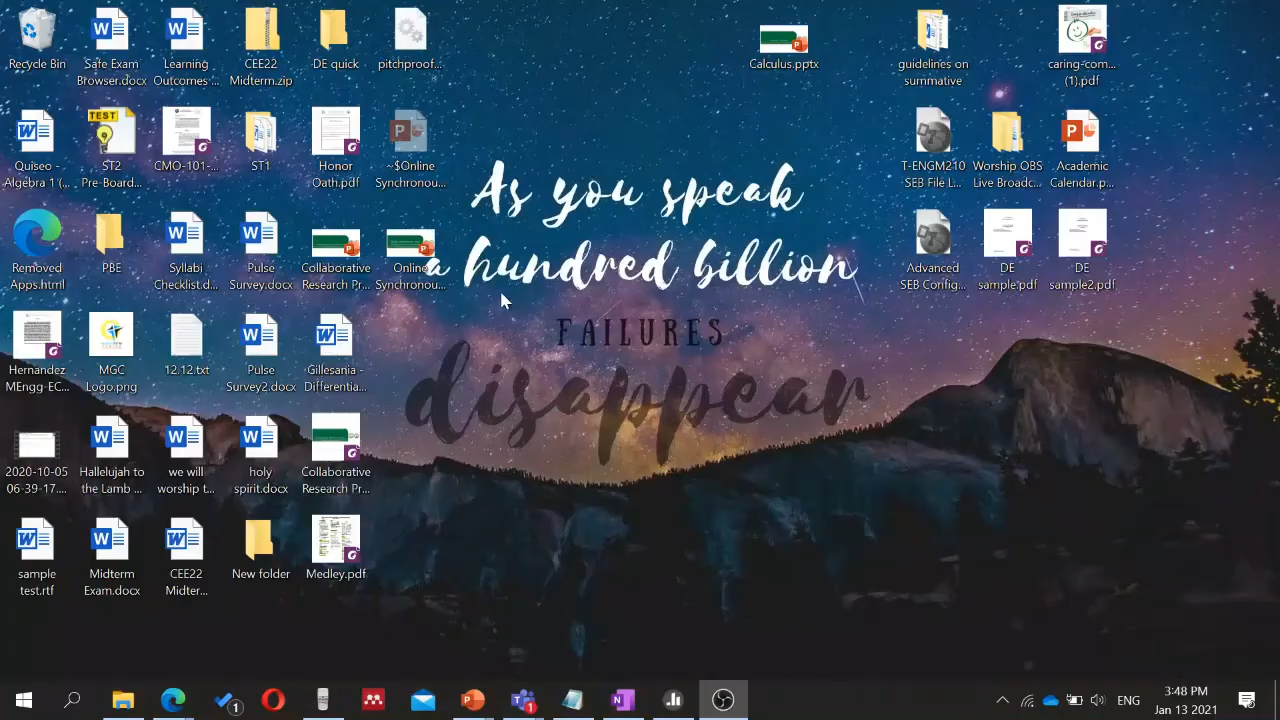 Recycle Bin
Safe Exam
Browser.docx
Learning
Outcomes ...
CEE22
Midterm.zip
DE quick
pitchproof...
Calculus.pptx
guidelines on
summative
caring-com...
(1).pdf
TEST
Quiseo -
Algebra 1 (...
ST2
Pre-Board...
CMO-101-...
ST1
Honor
Oath.pdf
~$Online
Synchronou...
T-ENGM210
SEB File L...
Worship OBS
Live Broadc...
Academic
Calendar.p...
As you speak
a hundred billion
FAILURES
disappear
Removed
Apps.html
PBE
Syllabi
Checklist.d...
Pulse
Survey.docx
Collaborative
Research Pr...
Online
Synchronou...
Advanced
SEB Config...
DE
sample.pdf
DE
sample2.pdf
Hernandez
MEngg-EC...
MGC
Logo.png
12.12.txt
Pulse
Survey2.docx
Gillesania -
Differentia...
2020-10-05
06-39-17....
Hallelujah to
the Lamb ...
we will
worship t...
holy
spirit.docx
Collaborative
Research Pr...
sample
test.rtf
Midterm
Exam.docx
CEE22
Midter...
New folder
Medley.pdf
1
1
ENG
3:48 PM
Jan 13 2021